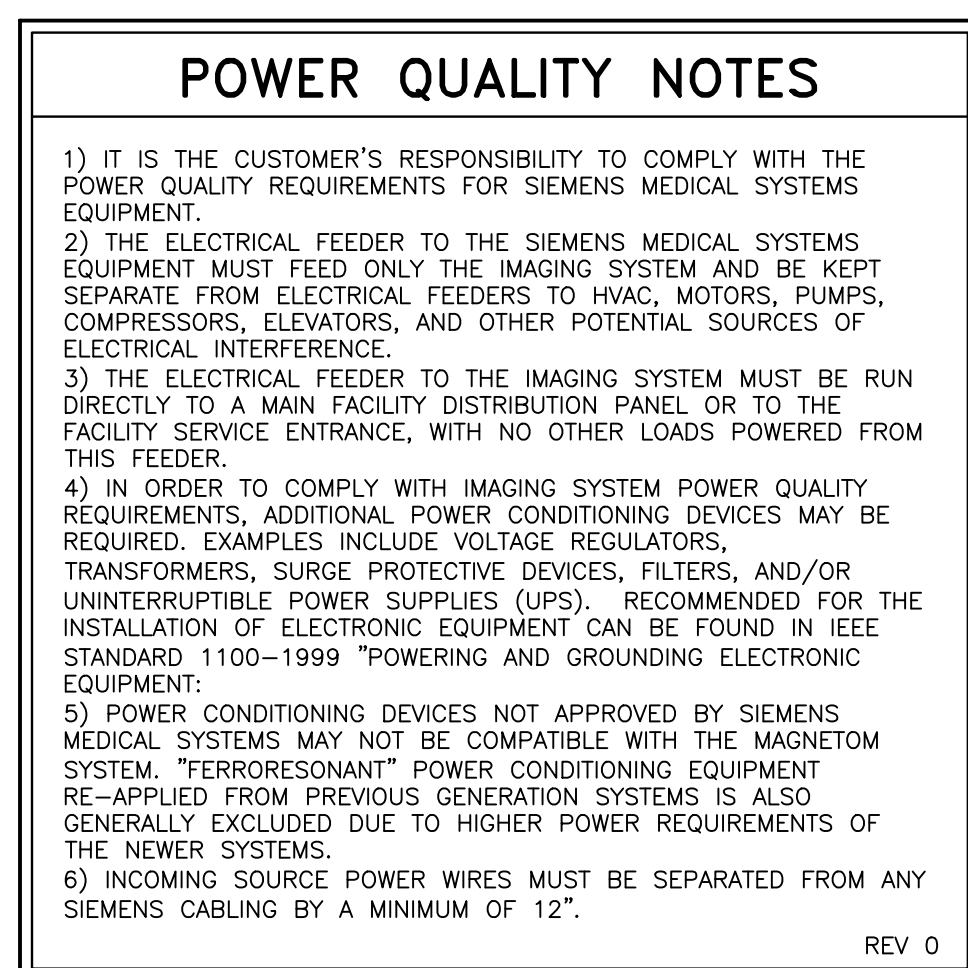 POWER QUALITY NOTES
1) IT IS THE CUSTOMER'S RESPONSIBILITY TO COMPLY WITH THE
POWER QUALITY REQUIREMENTS FOR SIEMENS MEDICAL SYSTEMS
EQUIPMENT.
2) THE ELECTRICAL FEEDER TO THE SIEMENS MEDICAL SYSTEMS
EQUIPMENT MUST FEED ONLY THE IMAGING SYSTEM AND BE KEPT
SEPARATE FROM ELECTRICAL FEEDERS TO HVAC, MOTORS, PUMPS,
COMPRESSORS, ELEVATORS, AND OTHER POTENTIAL SOURCES OF
ELECTRICAL INTERFERENCE.
3) THE ELECTRICAL FEEDER TO THE IMAGING SYSTEM MUST BE RUN
DIRECTLY TO A MAIN FACILITY DISTRIBUTION PANEL OR TO THE
FACILITY SERVICE ENTRANCE, WITH NO OTHER LOADS POWERED FROM
THIS FEEDER.
4) IN ORDER TO COMPLY WITH IMAGING SYSTEM POWER QUALITY
REQUIREMENTS, ADDITIONAL POWER CONDITIONING DEVICES MAY BE
REQUIRED. EXAMPLES INCLUDE VOLTAGE REGULATORS,
TRANSFORMERS, SURGE PROTECTIVE DEVICES, FILTERS, AND/OR
UNINTERRUPTIBLE POWER SUPPLIES (UPS). RECOMMENDED FOR THE
INSTALLATION OF ELECTRONIC EQUIPMENT CAN BE FOUND IN IEEE
STANDARD 1100-1999 "POWERING AND GROUNDING ELECTRONIC
EQUIPMENT:
5) POWER CONDITIONING DEVICES NOT APPROVED BY SIEMENS
MEDICAL SYSTEMS MAY NOT BE COMPATIBLE WITH THE MAGNETOM
SYSTEM. "FERRORESONANT" POWER CONDITIONING EQUIPMENT
RE-APPLIED FROM PREVIOUS GENERATION SYSTEMS IS ALSO
GENERALLY EXCLUDED DUE TO HIGHER POWER REQUIREMENTS OF
THE NEWER SYSTEMS.
6) INCOMING SOURCE POWER WIRES MUST BE SEPARATED FROM ANY
SIEMENS CABLING BY A MINIMUM OF 12".
REV 0